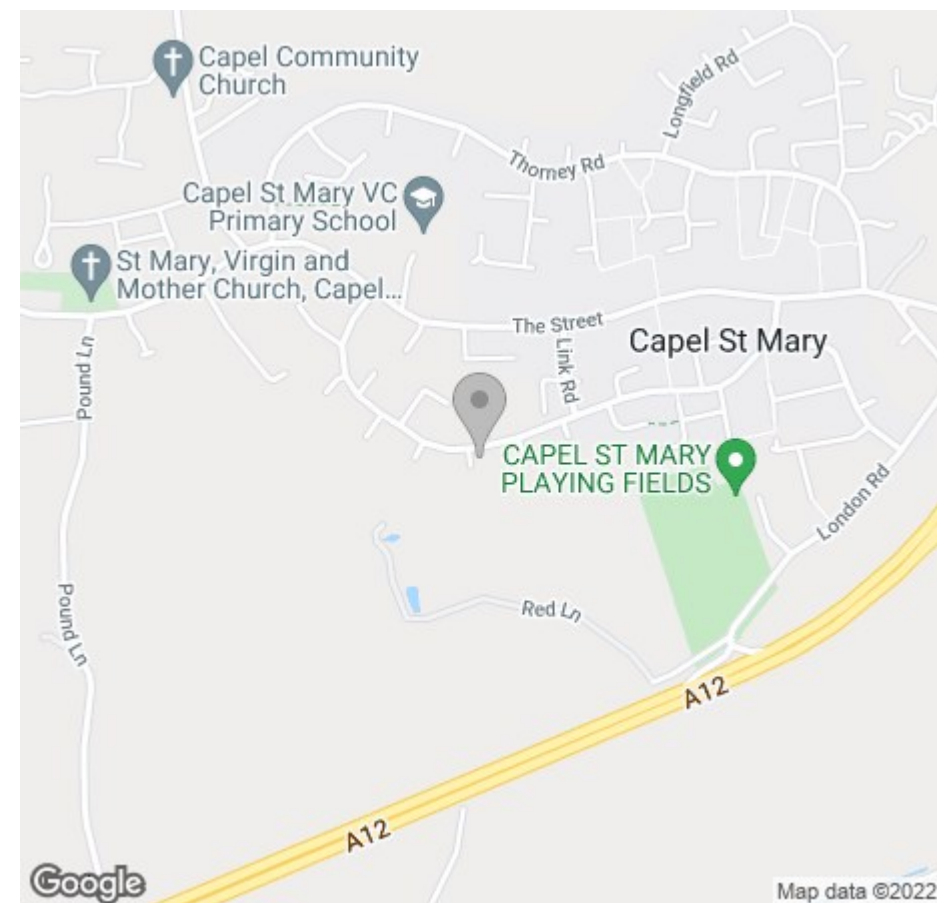 Capel Community
Church
Longfield Rd
Thorney Rd
Capel St Mary VC
Primary School
St Mary, Virgin and
Mother Church, Capel...
The Street
Link Rd
Capel St Mary
Pound Ln
CAPEL ST MARY
PLAYING FIELDS
London Rd
Pound Ln
Red Ln
A12
A12
Google
Map data ©2022